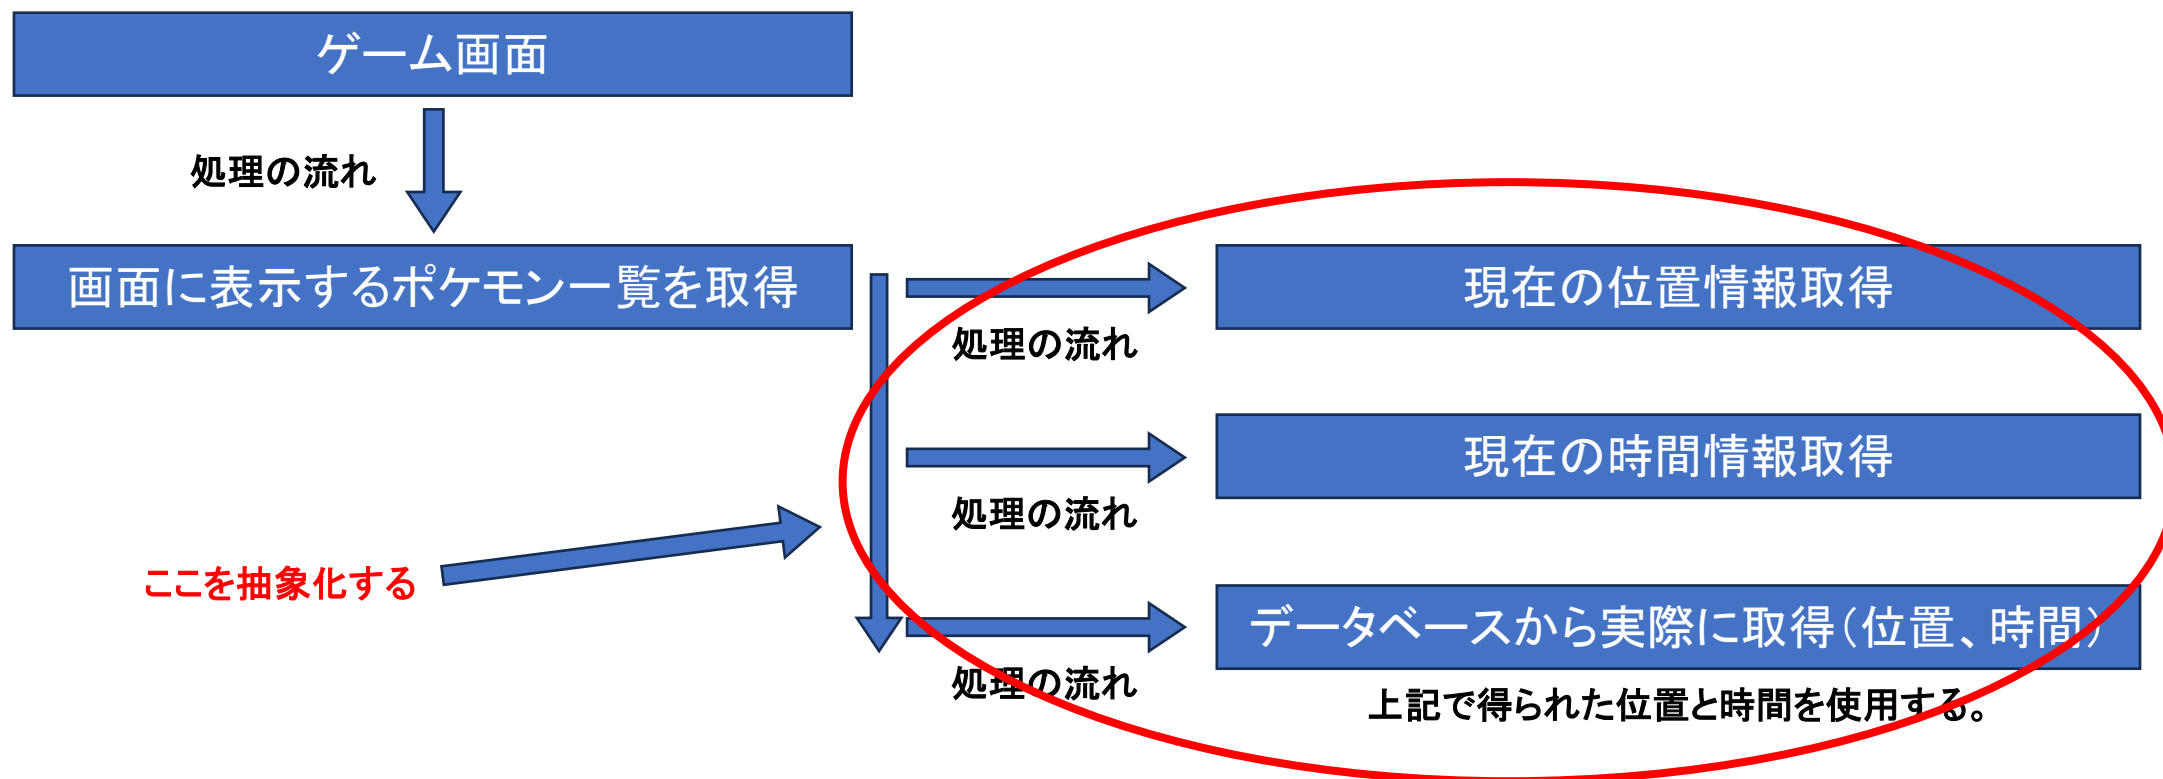 ゲーム画面
処理の流れ
画面に表示するポケモン一覧を取得
現在の位置情報取得
処理の流れ
現在の時間情報取得
処理の流れ
ここを抽象化する
データベースから実際に取得（位置、時間）
処理の流れ
上記で得られた位置と時間を使用する。